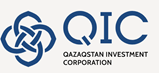 QIC
QAZAQSTAN INVESTMENT
CORPORATION